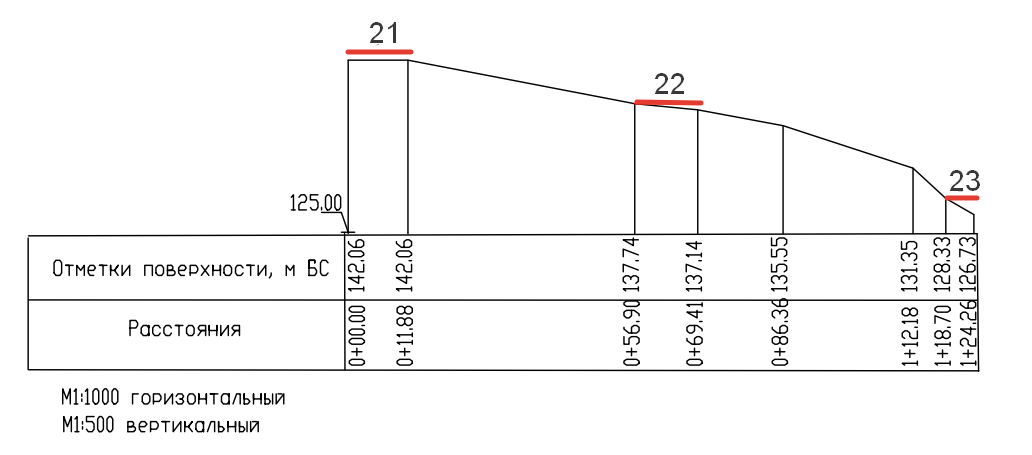 21
22
23
125.00
Отметки поверхности, м БС 142.06 142.06 137.74 137.14 135.55 131.35 128.33 126.73
Расстояния 0+00.00 0+11.88 0+56.90 0+69.41 0+86.36 1+12.18 1+18.70 1+24.26
М1:1000 горизонтальный
М1:500 вертикальный